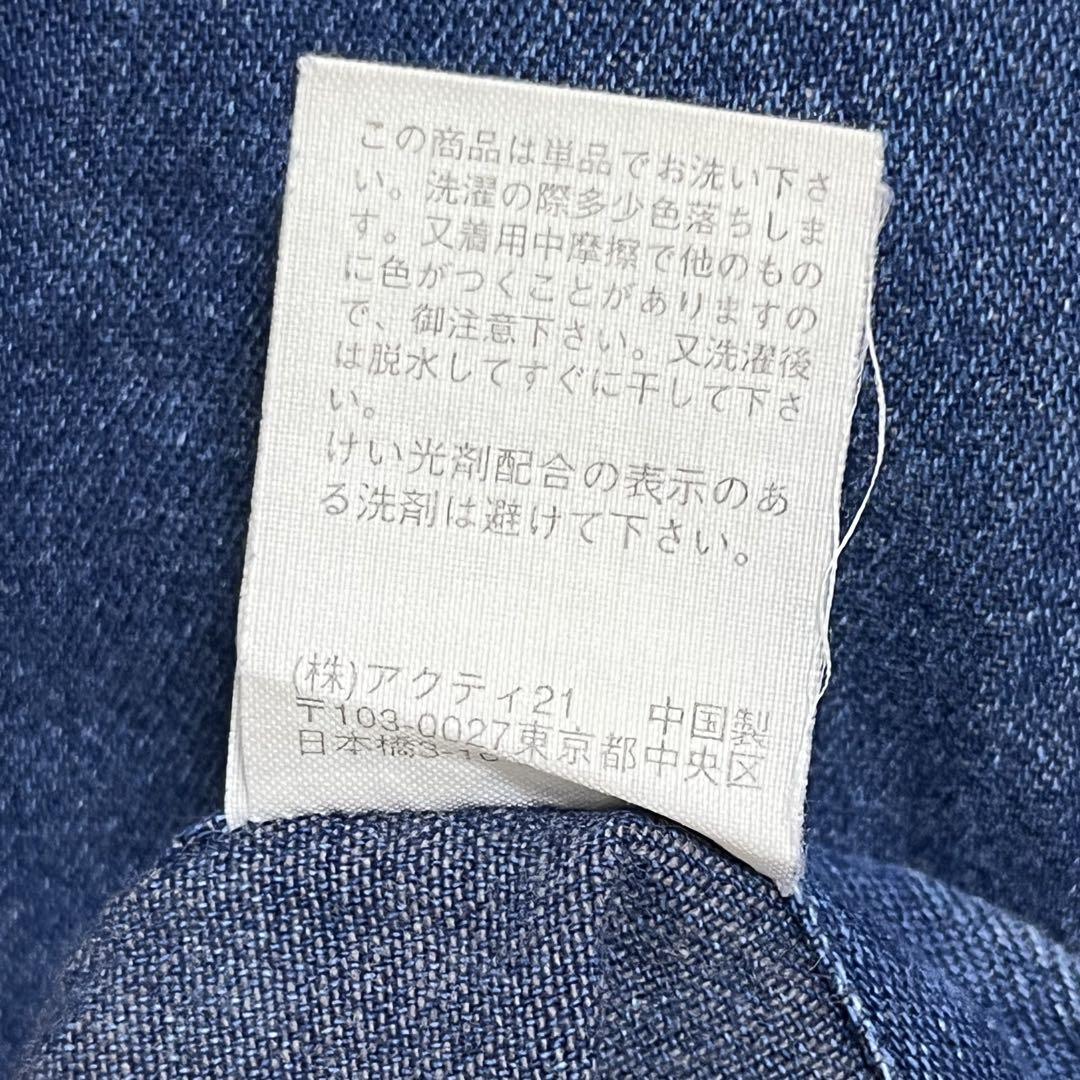 この商品は単品でお洗い下さ
い。洗濯の際多少色落ちしま
す。又着用中摩擦で他のもの
に色がつくことがありますの
で、御注意下さい。又洗濯後
は脱水してすぐに干して下さ
い。
けい光剤配合の表示のあ
る洗剤は避けて下さい。
(株)アクティ21 中国製
〒103-0027東京都中央区
日本橋3-